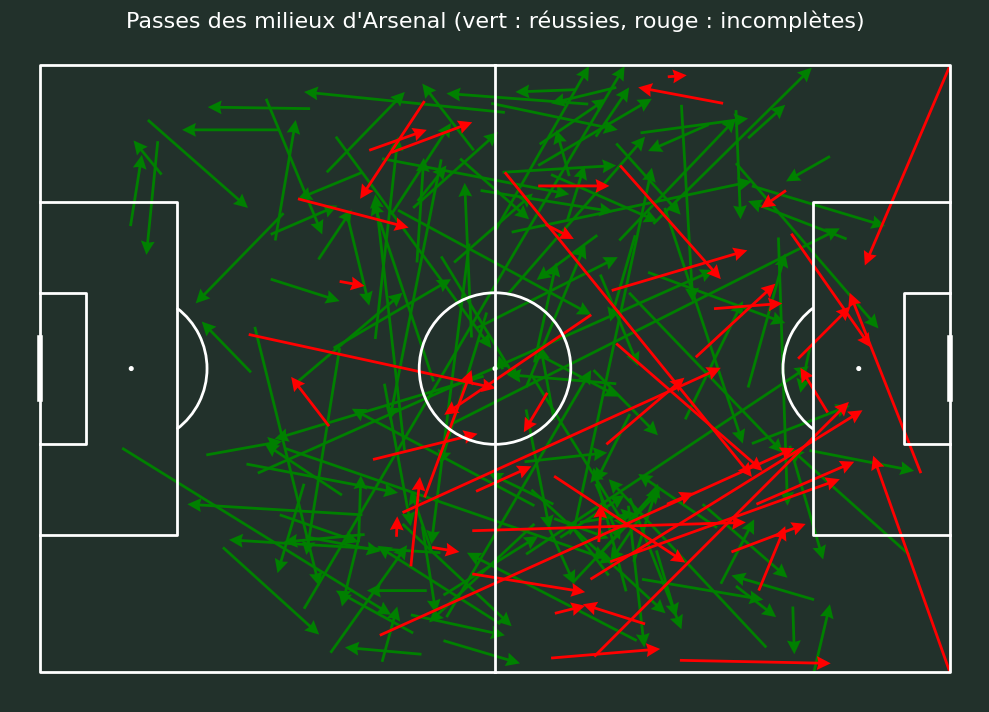 Passes des milieux d'Arsenal (vert : réussies, rouge : incomplètes)